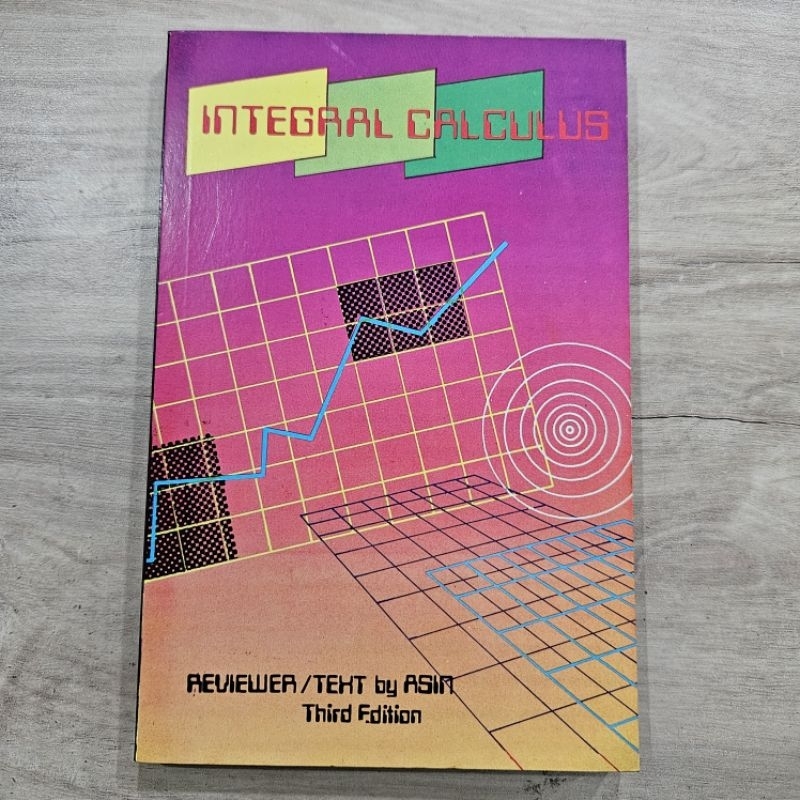 INTEGRAL CALCULUS
REVIEWER/TEXT by ASIN
Third Edition